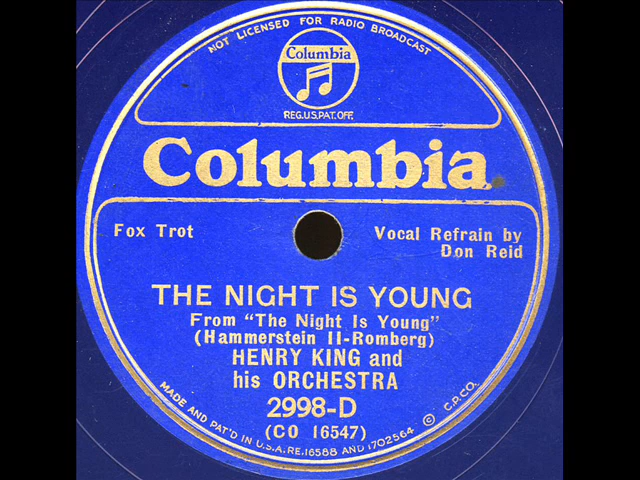 NOT LICENSED FOR RADIO BROADCAST
Columbia
REG.U.S.PAT.OFF.
Columbia
Fox Trot
Vocal Refrain by
Don Reid
THE NIGHT IS YOUNG
From "The Night Is Young"
(Hammerstein II-Romberg)
HENRY KING and
his ORCHESTRA
2998-D
(CO 16547)
MADE AND PAT'D IN U.S.A. RE.16588 AND 1702564 © C.P.CO.